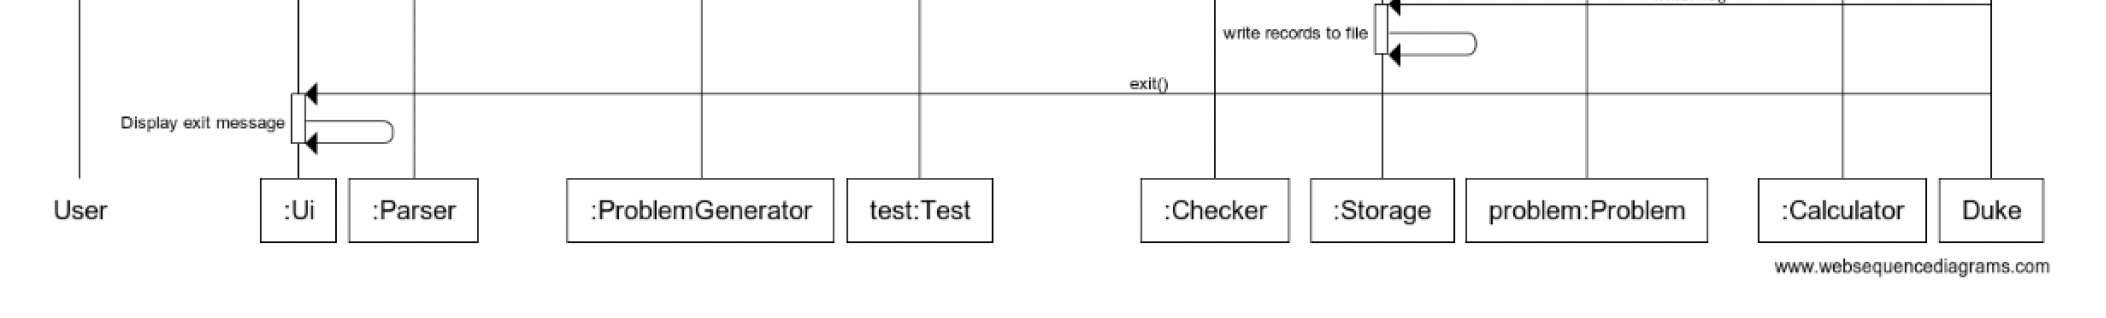 write records to file
exit()
Display exit message
User
:Ui
:Parser
:ProblemGenerator
test:Test
:Checker
:Storage
problem:Problem
:Calculator
Duke
www.websequencediagrams.com